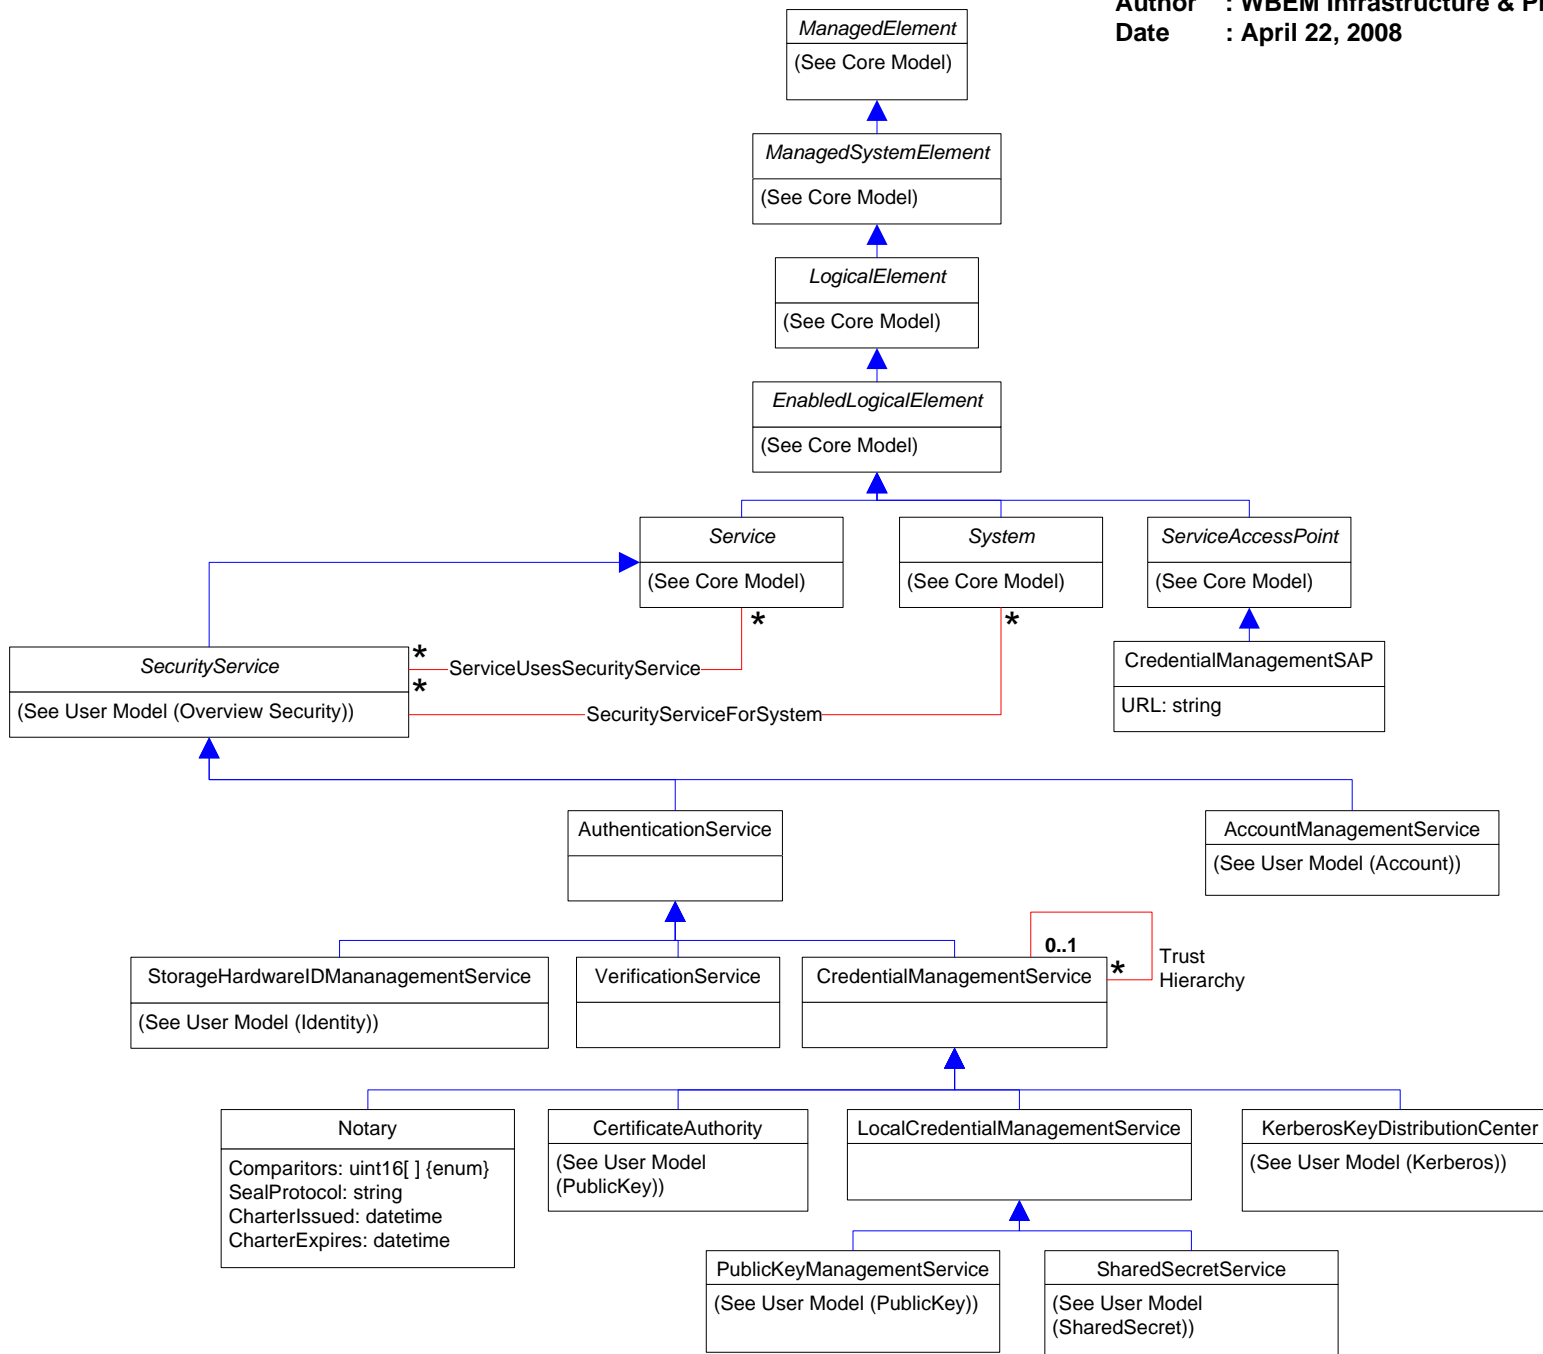 Author : WBEM Infrastructure &
Date : April 22, 2008
ManagedElement
(See Core Model)
ManagedSystemElement
(See Core Model)
LogicalElement
(See Core Model)
EnabledLogicalElement
(See Core Model)
Service
(See Core Model)
System
(See Core Model)
ServiceAccessPoint
(See Core Model)
*
*
SecurityService
(See User Model (Overview Security))
*
ServiceUsesSecurityService
*
SecurityServiceForSystem
CredentialManagementSAP
URL: string
AuthenticationService
AccountManagementService
(See User Model (Account))
StorageHardwareIDMananagementService
(See User Model (Identity))
VerificationService
CredentialManagementService
0..1
*
Trust
Hierarchy
Notary
Comparitors: uint16[ ] {enum}
SealProtocol: string
CharterIssued: datetime
CharterExpires: datetime
CertificateAuthority
(See User Model
(PublicKey))
LocalCredentialManagementService
KerberosKeyDistributionCenter
(See User Model (Kerberos))
PublicKeyManagementService
(See User Model (PublicKey))
SharedSecretService
(See User Model
(SharedSecret))